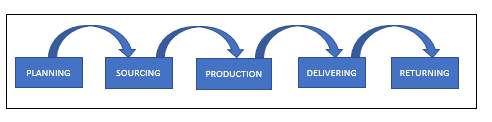 PLANNING
SOURCING
PRODUCTION
DELIVERING
RETURNING